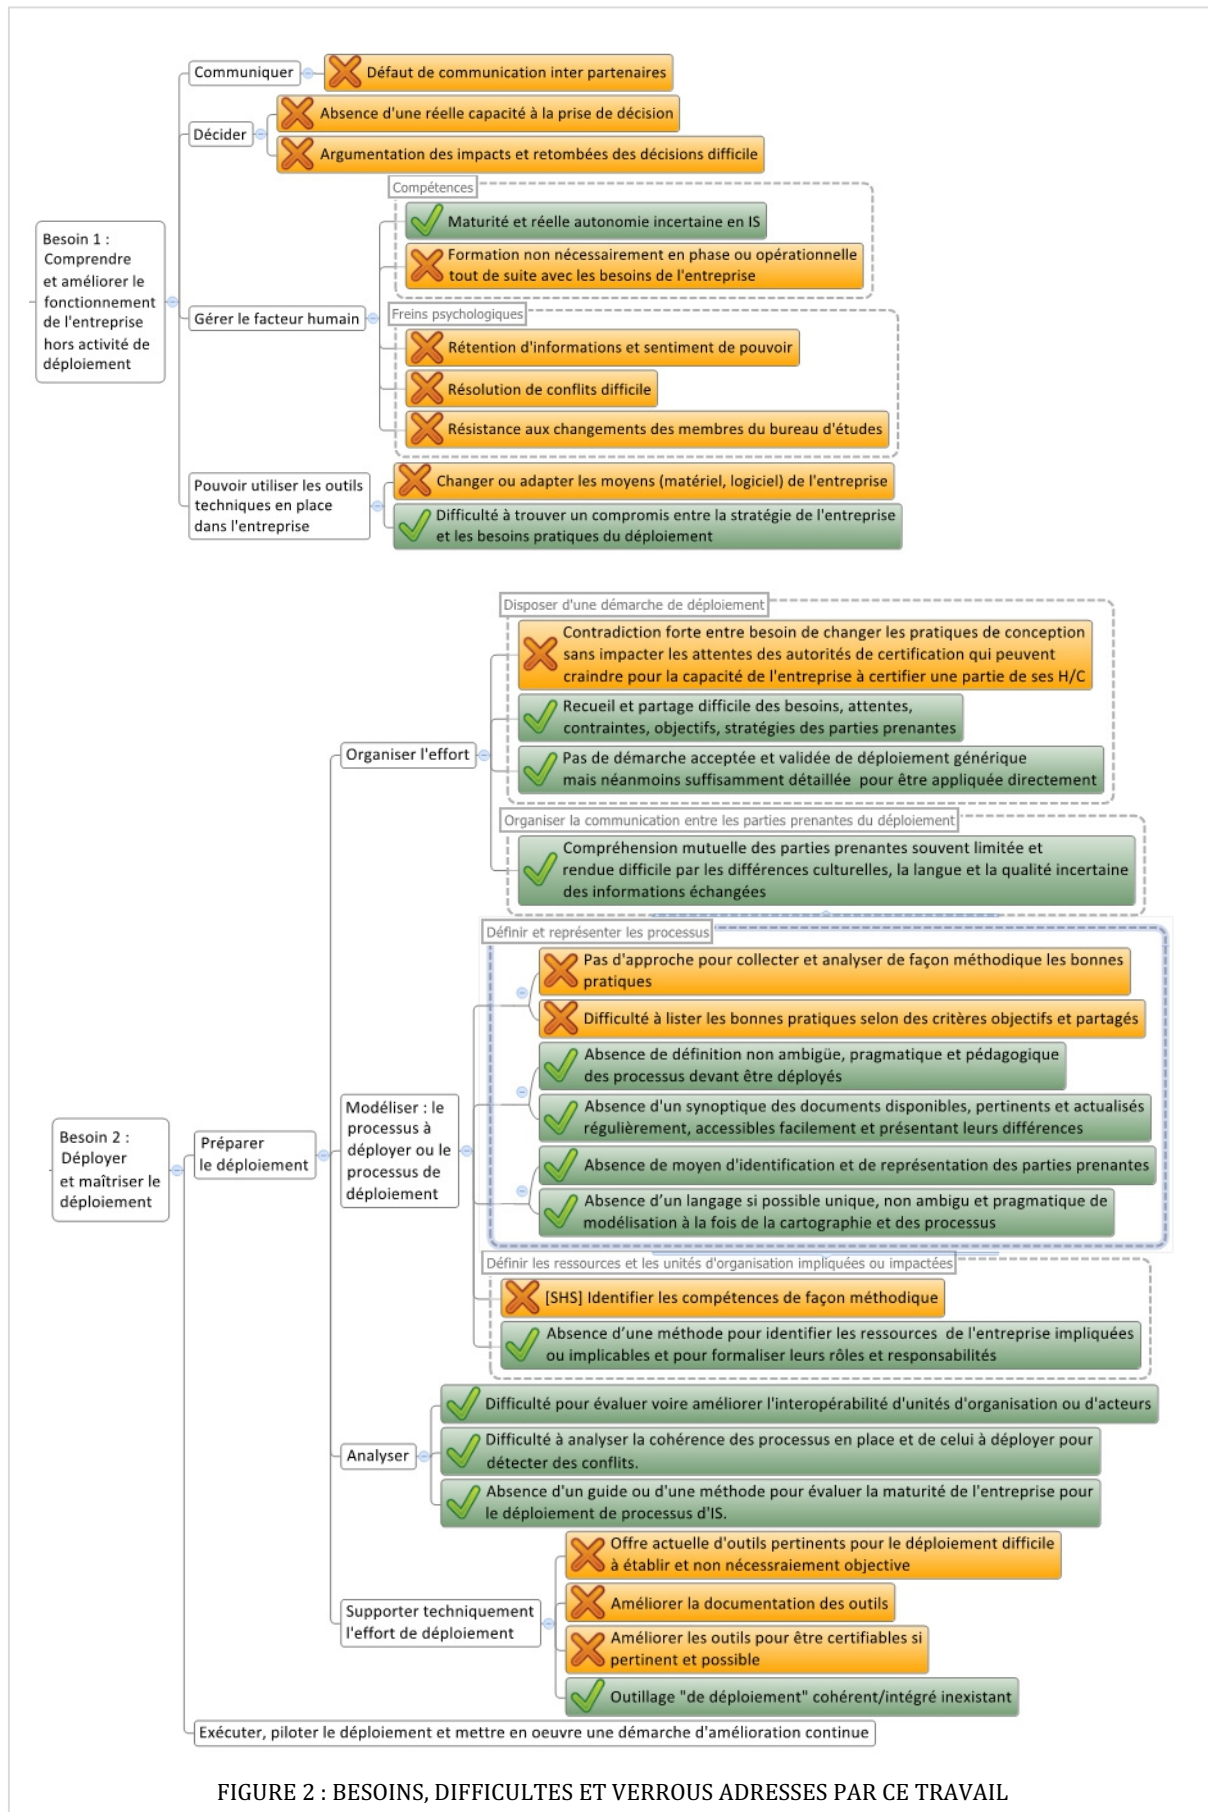 Communiquer
Défaut de communication inter partenaires
Décider
Absence d'une réelle capacité à la prise de décision
Argumentation des impacts et retombées des décisions difficile
Besoin 1 :
Comprendre
et améliorer le
fonctionnement
de l'entreprise
hors activité de
déploiement
Gérer le facteur humain
Compétences
Maturité et réelle autonomie incertaine en IS
Formation non nécessairement en phase ou opérationnelle
tout de suite avec les besoins de l'entreprise
Freins psychologiques
Rétention d'informations et sentiment de pouvoir
Résolution de conflits difficile
Résistance aux changements des membres du bureau d'études
Pouvoir utiliser les outils
techniques en place
dans l'entreprise
Changer ou adapter les moyens (matériel, logiciel) de l'entreprise
Difficulté à trouver un compromis entre la stratégie de l'entreprise
et les besoins pratiques du déploiement
Besoin 2 :
Déployer
et maîtriser le
déploiement
Préparer
le déploiement
Organiser l'effort
Disposer d'une démarche de déploiement
Contradiction forte entre besoin de changer les pratiques de conception
sans impacter les attentes des autorités de certification qui peuvent
craindre pour la capacité de l'entreprise à certifier une partie de ses H/C
Recueil et partage difficile des besoins, attentes,
contraintes, objectifs, stratégies des parties prenantes
Pas de démarche acceptée et validée de déploiement générique
mais néanmoins suffisamment détaillée pour être appliquée directement
Organiser la communication entre les parties prenantes du déploiement
Compréhension mutuelle des parties prenantes souvent limitée et
rendue difficile par les différences culturelles, la langue et la qualité incertaine
des informations échangées
Modéliser : le
processus à
déployer ou le
processus de
déploiement
Définir et représenter les processus
Pas d'approche pour collecter et analyser de façon méthodique les bonnes
pratiques
Difficulté à lister les bonnes pratiques selon des critères objectifs et partagés
Absence de définition non ambigüe, pragmatique et pédagogique
des processus devant être déployés
Absence d'un synoptique des documents disponibles, pertinents et actualisés
régulièrement, accessibles facilement et présentant leurs différences
Absence de moyen d'identification et de représentation des parties prenantes
Absence d'un langage si possible unique, non ambigu et pragmatique de
modélisation à la fois de la cartographie et des processus
Définir les ressources et les unités d'organisation impliquées ou impactées
[SHS] Identifier les compétences de façon méthodique
Absence d'une méthode pour identifier les ressources de l'entreprise impliquées
ou implicables et pour formaliser leurs rôles et responsabilités
Analyser
Difficulté pour évaluer voire améliorer l'interopérabilité d'unités d'organisation ou d'acteurs
Difficulté à analyser la cohérence des processus en place et de celui à déployer pour
détecter des conflits.
Absence d'un guide ou d'une méthode pour évaluer la maturité de l'entreprise pour
le déploiement de processus d'IS.
Supporter techniquement
l'effort de déploiement
Offre actuelle d'outils pertinents pour le déploiement difficile
à établir et non nécessraiement objective
Améliorer la documentation des outils
Améliorer les outils pour être certifiables si
pertinent et possible
Outillage "de déploiement" cohérent/intégré inexistant
Exécuter, piloter le déploiement et mettre en oeuvre une démarche d'amélioration continue
FIGURE 2 : BESOINS, DIFFICULTES ET VERROUS ADRESSES PAR CE TRAVAIL